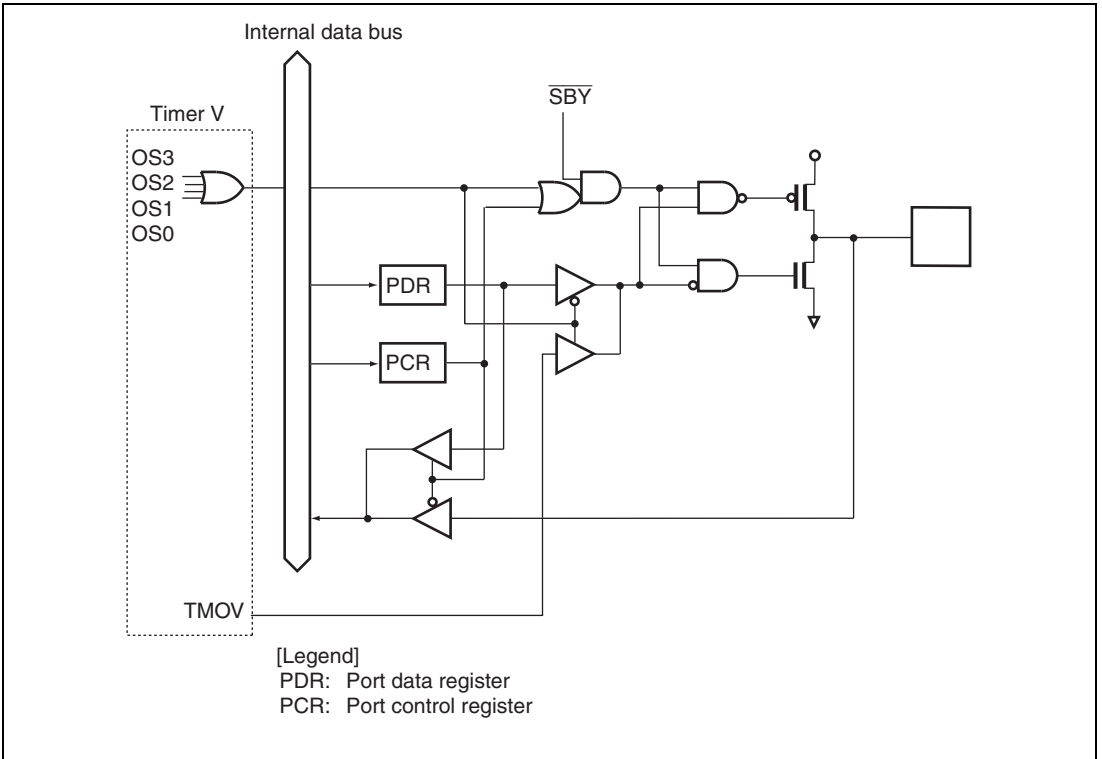 Internal data bus
SBY
Timer V
OS3
OS2
OS1
OS0
PDR
PCR
TMOV
[Legend]
PDR: Port data register
PCR: Port control register